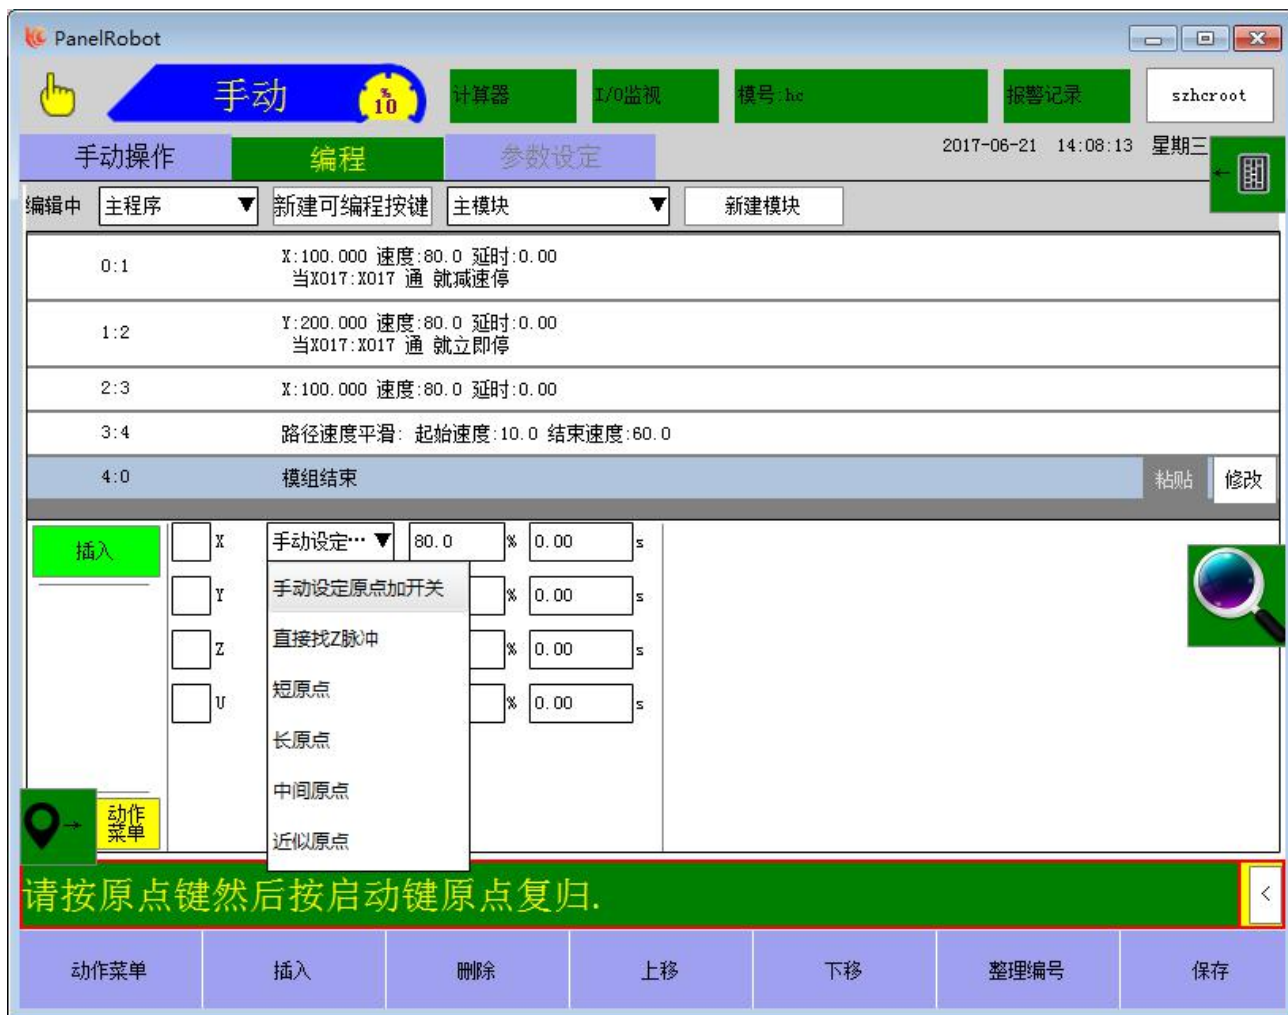 PanelRobot
手动
%
10
计算器
I/O监视
模号:hc
报警记录
szhcroot
手动操作
编程
参数设定
2017-06-21 14:08:13 星期三
编辑中
主程序
新建可编程按键
主模块
新建模块
0:1
X:100.000 速度:80.0 延时:0.00
当X017:X017 通 就减速停
1:2
Y:200.000 速度:80.0 延时:0.00
当X017:X017 通 就立即停
2:3
X:100.000 速度:80.0 延时:0.00
3:4
路径速度平滑: 起始速度:10.0 结束速度:60.0
4:0
模组结束
粘贴
修改
插入
X
手动设定…
80.0
%
0.00
s
手动设定原点加开关
Y
%
0.00
s
直接找Z脉冲
Z
%
0.00
s
短原点
U
%
0.00
s
长原点
中间原点
近似原点
动作
菜单
请按原点键然后按启动键原点复归.
<
动作菜单
插入
删除
上移
下移
整理编号
保存